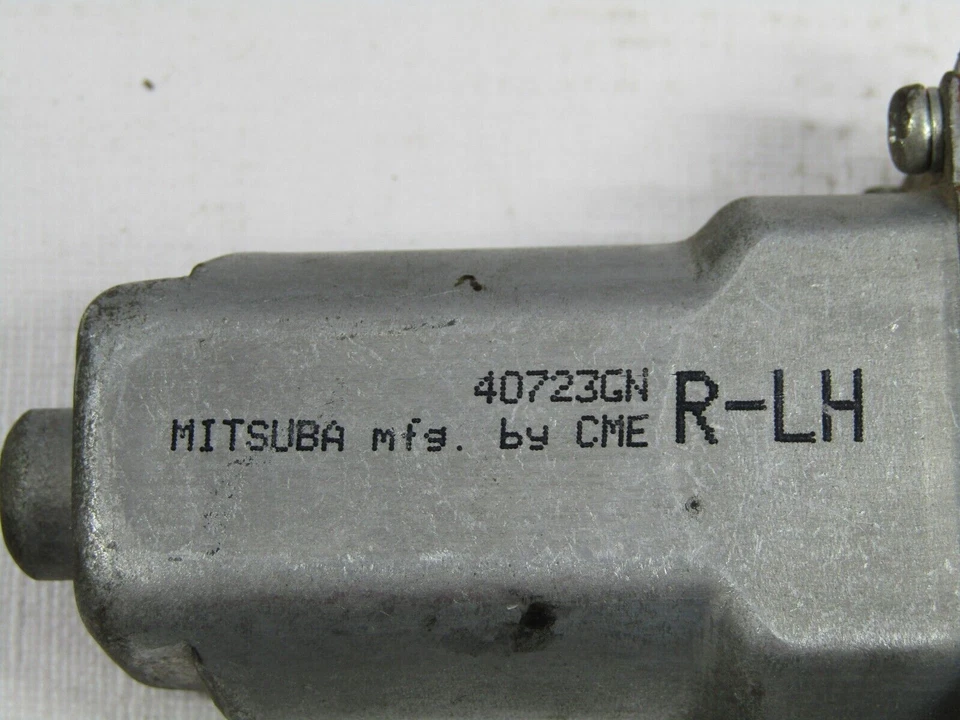 40723GN
MITSUBA mfg. by CME
R-LH